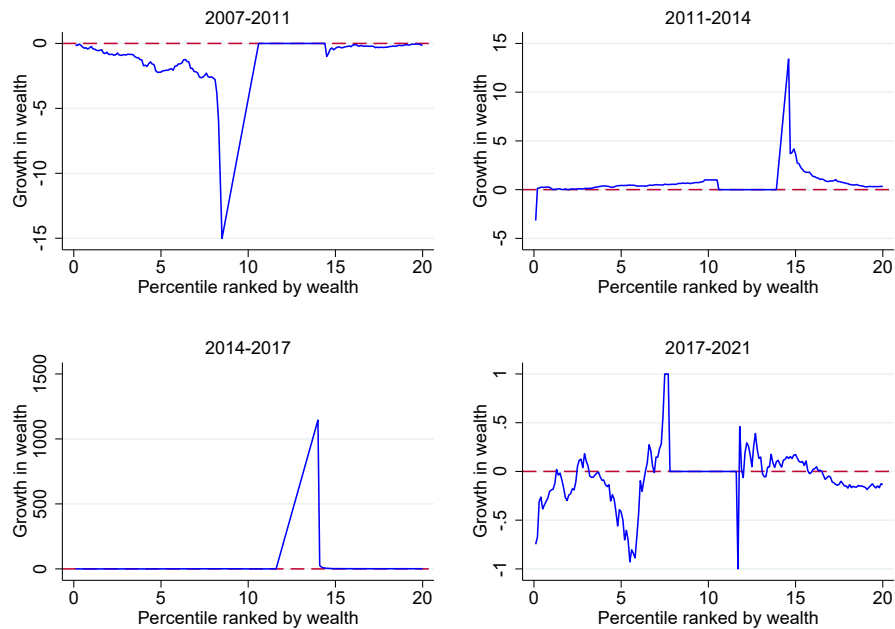 2007-2011
Growth in wealth
0
-5
-10
-15
0 5 10 15 20
Percentile ranked by wealth
2011-2014
Growth in wealth
15
10
5
0
-5
0 5 10 15 20
Percentile ranked by wealth
2014-2017
Growth in wealth
1500
1000
500
0
0 5 10 15 20
Percentile ranked by wealth
2017-2021
Growth in wealth
1
.5
0
-.5
-1
0 5 10 15 20
Percentile ranked by wealth